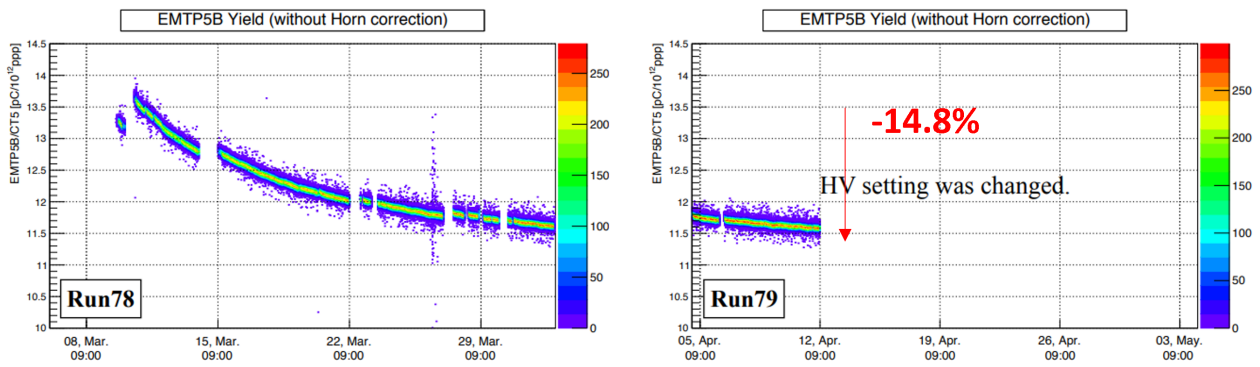 EMTP5B Yield (without Horn correction)
EMTP5B/CT5 [pC/10¹²ppp]
14.5
14
13.5
13
12.5
12
11.5
11
10.5
10
Run78
08, Mar.
09:00
15, Mar.
09:00
22, Mar.
09:00
29, Mar.
09:00
250
200
150
100
50
0
EMTP5B Yield (without Horn correction)
EMTP5B/CT5 [pC/10¹²ppp]
14.5
14
13.5
13
12.5
12
11.5
11
10.5
10
-14.8%
HV setting was changed.
Run79
05, Apr.
09:00
12, Apr.
09:00
19, Apr.
09:00
26, Apr.
09:00
03, May.
09:00
250
200
150
100
50
0